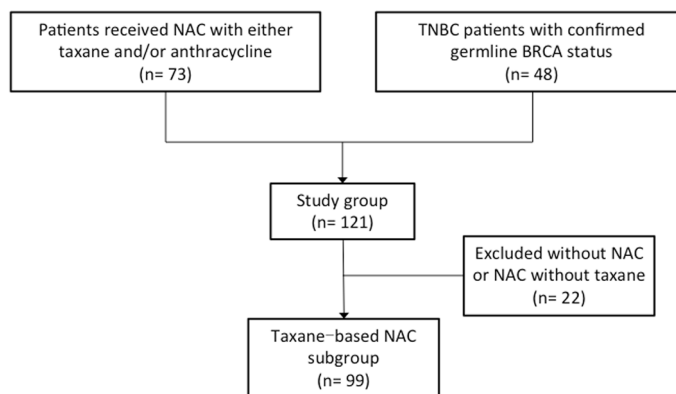 Patients received NAC with either
taxane and/or anthracycline
(n= 73)
TNBC patients with confirmed
germline BRCA status
(n= 48)
Study group
(n= 121)
Excluded without NAC
or NAC without taxane
(n= 22)
Taxane−based NAC
subgroup
(n= 99)